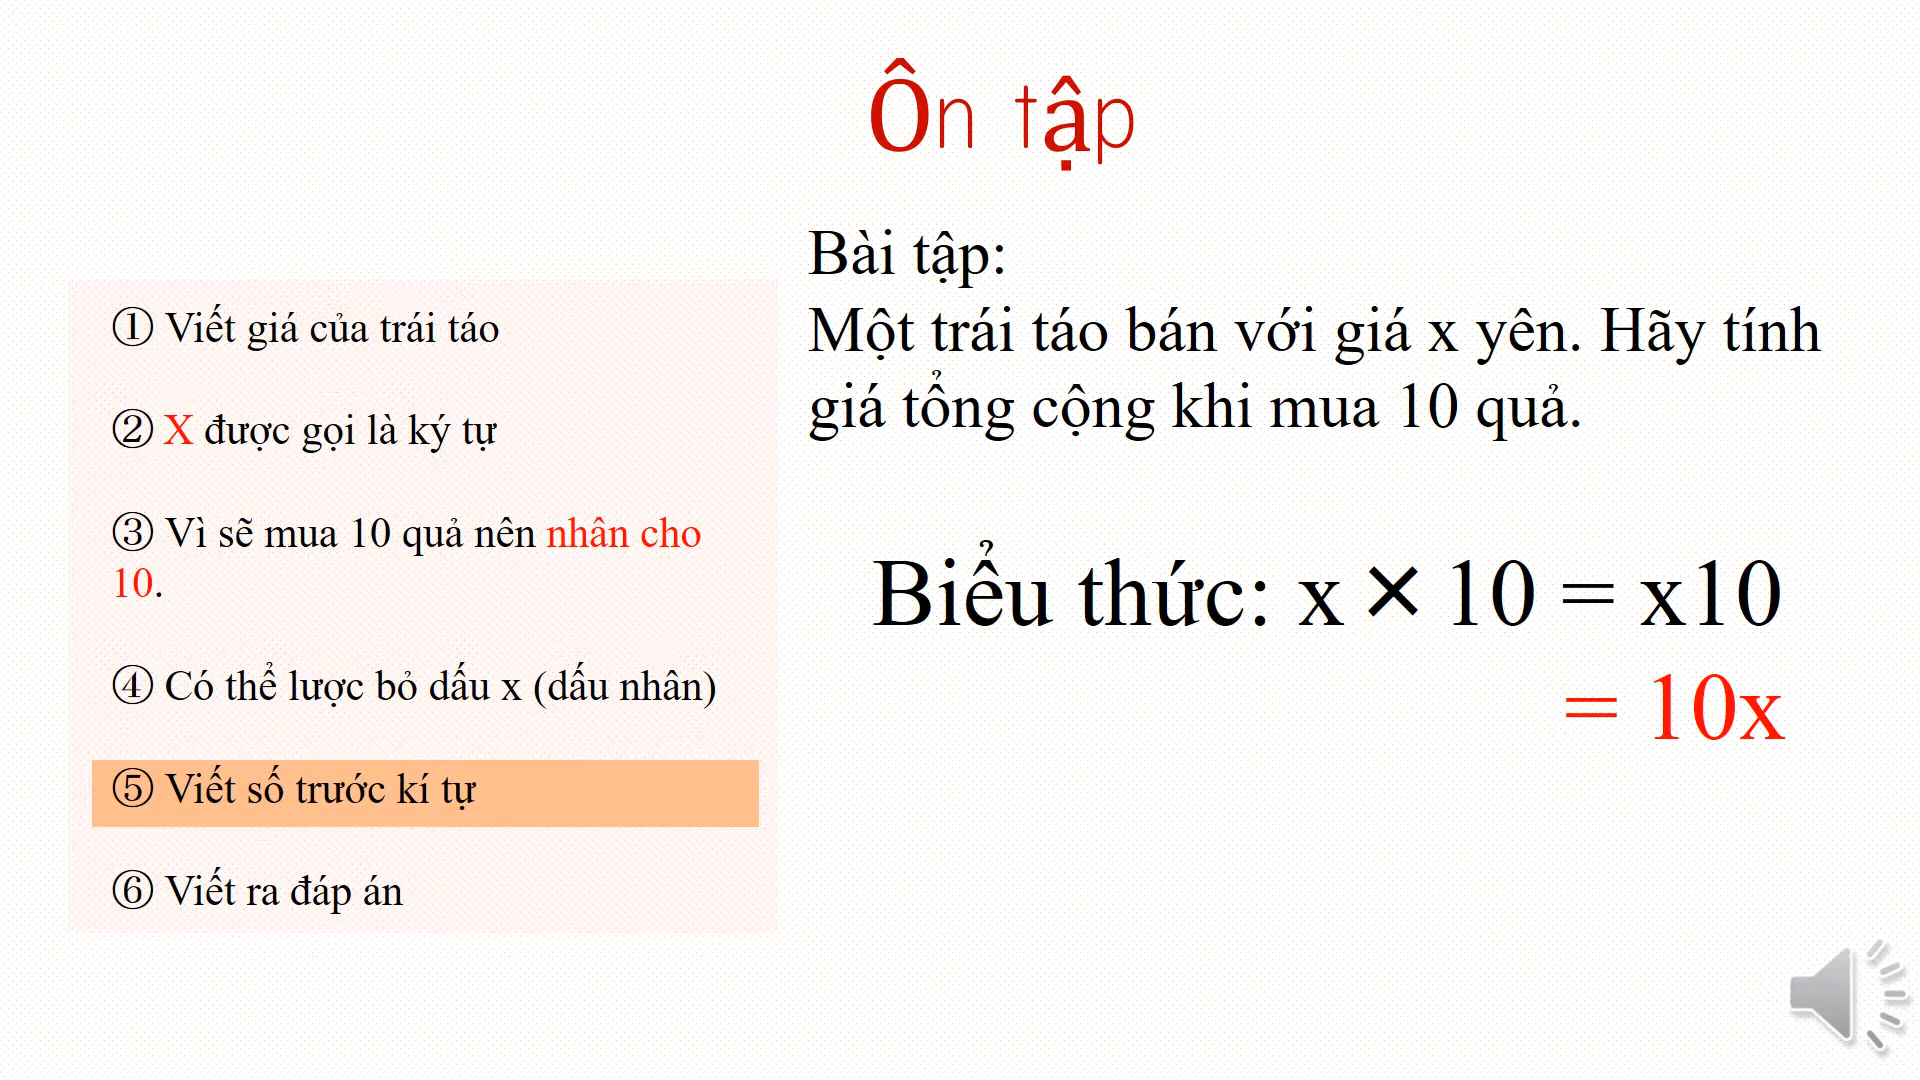 Ôn tập
① Viết giá của trái táo
② X được gọi là ký tự
③ Vì sẽ mua 10 quả nên nhân cho
10.
④ Có thể lược bỏ dấu x (dấu nhân)
⑤ Viết số trước kí tự
⑥ Viết ra đáp án
Bài tập:
Một trái táo bán với giá x yên. Hãy tính
giá tổng cộng khi mua 10 quả.
Biểu thức: x × 10 = x10
= 10x